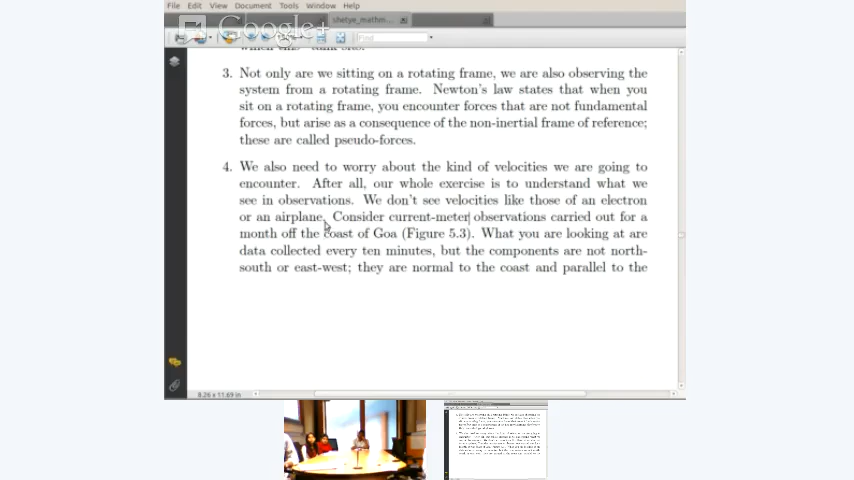 File Edit View Document Tools Window Help
shetye_mathm...
Google+
Find
3. Not only are we sitting on a rotating frame, we are also observing the
system from a rotating frame. Newton's law states that when you
sit on a rotating frame, you encounter forces that are not fundamental
forces, but arise as a consequence of the non-inertial frame of reference;
these are called pseudo-forces.
4. We also need to worry about the kind of velocities we are going to
encounter. After all, our whole exercise is to understand what we
see in observations. We don't see velocities like those of an electron
or an airplane. Consider current-meter observations carried out for a
month off the coast of Goa (Figure 5.3). What you are looking at are
data collected every ten minutes, but the components are not north-
south or east-west; they are normal to the coast and parallel to the
8.26 x 11.69 in